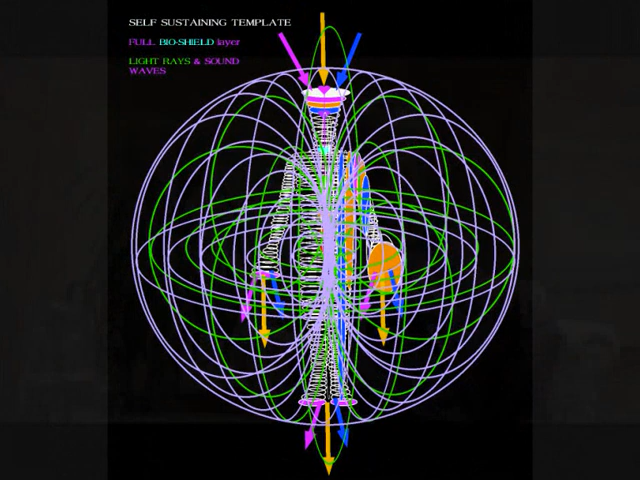 SELF SUSTAINING TEMPLATE
FULL BIO-SHIELD layer
LIGHT RAYS & SOUND
WAVES